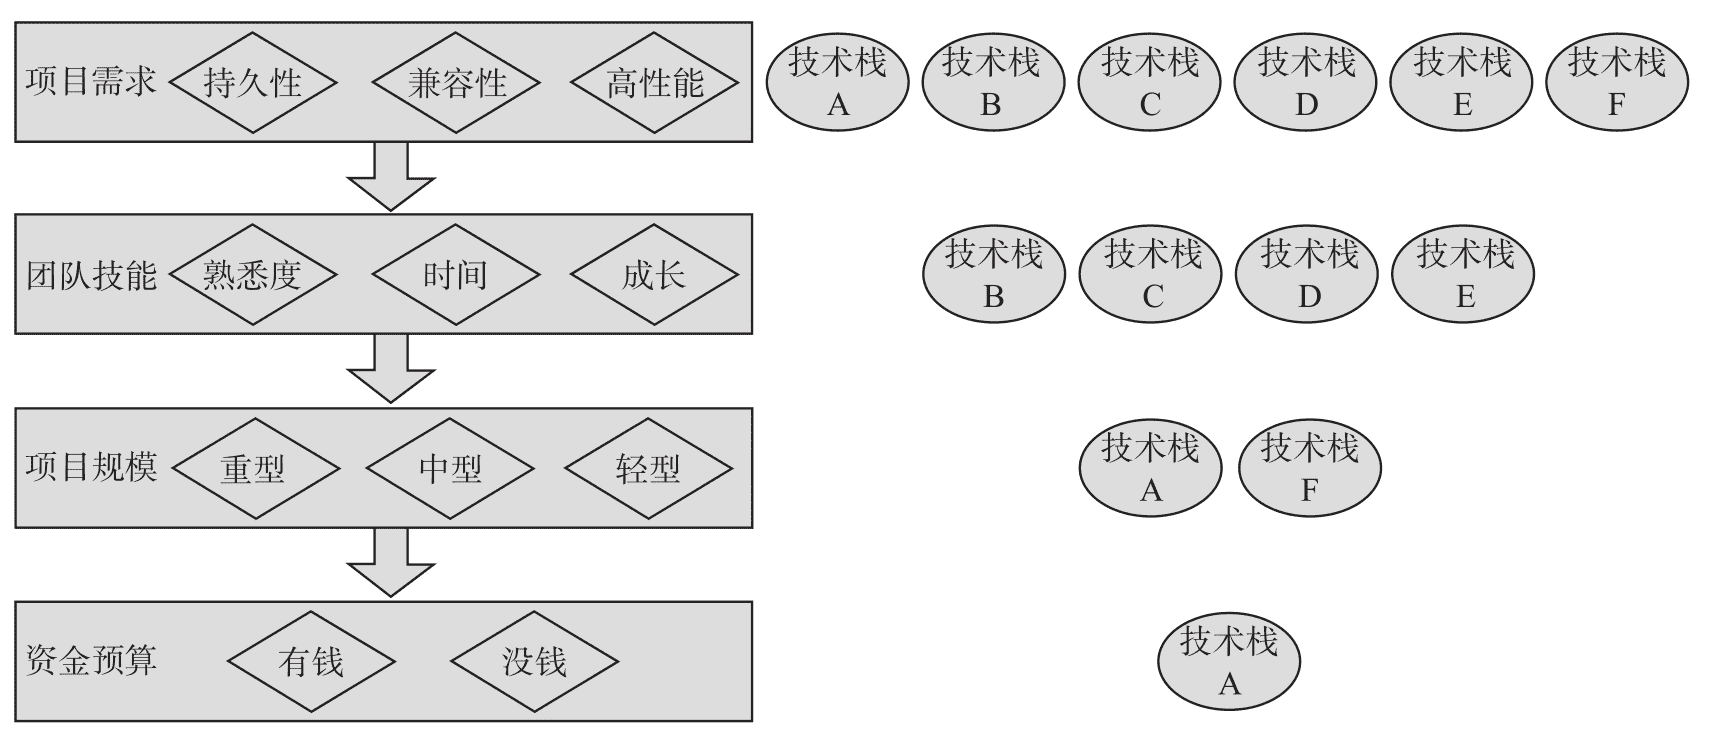 项目需求 持久性 兼容性 高性能
技术栈 技术栈 技术栈 技术栈 技术栈 技术栈
A B C D E F
团队技能 熟悉度 时间 成长
技术栈 技术栈 技术栈 技术栈
B C D E
项目规模 重型 中型 轻型
技术栈 技术栈
A F
资金预算 有钱 没钱
技术栈
A